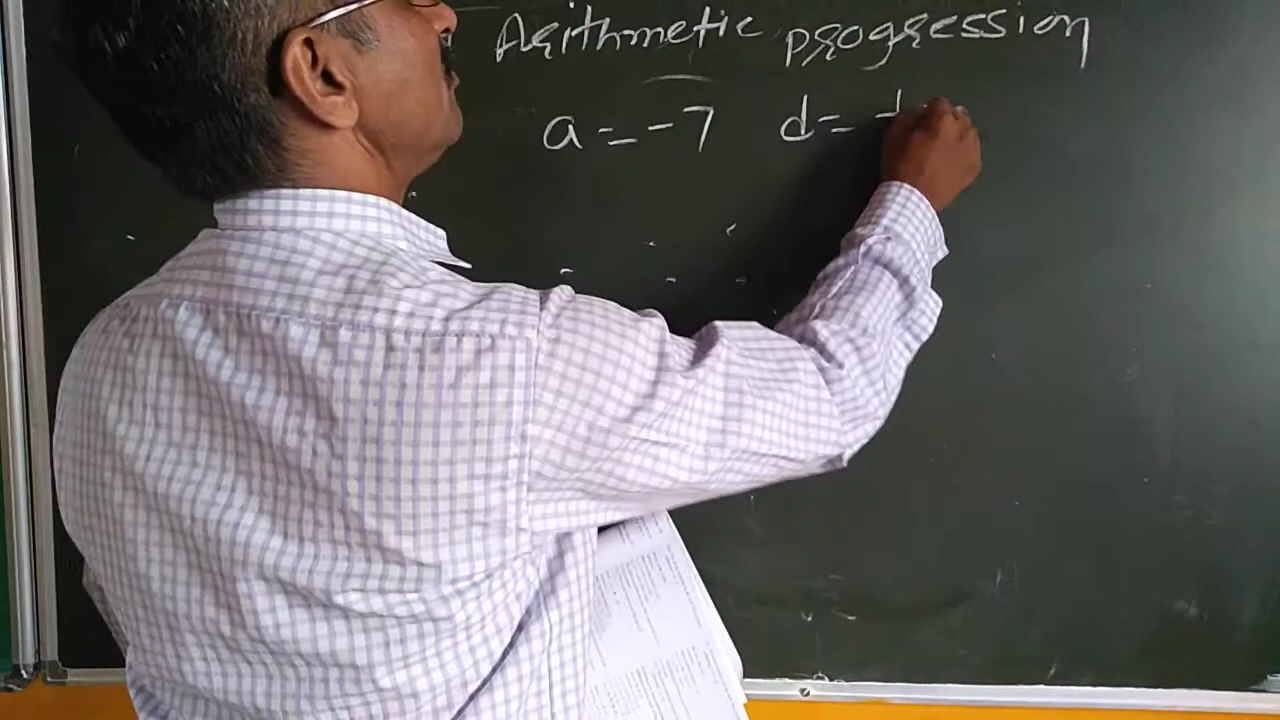 Arithmetic progression
a = -7 d =